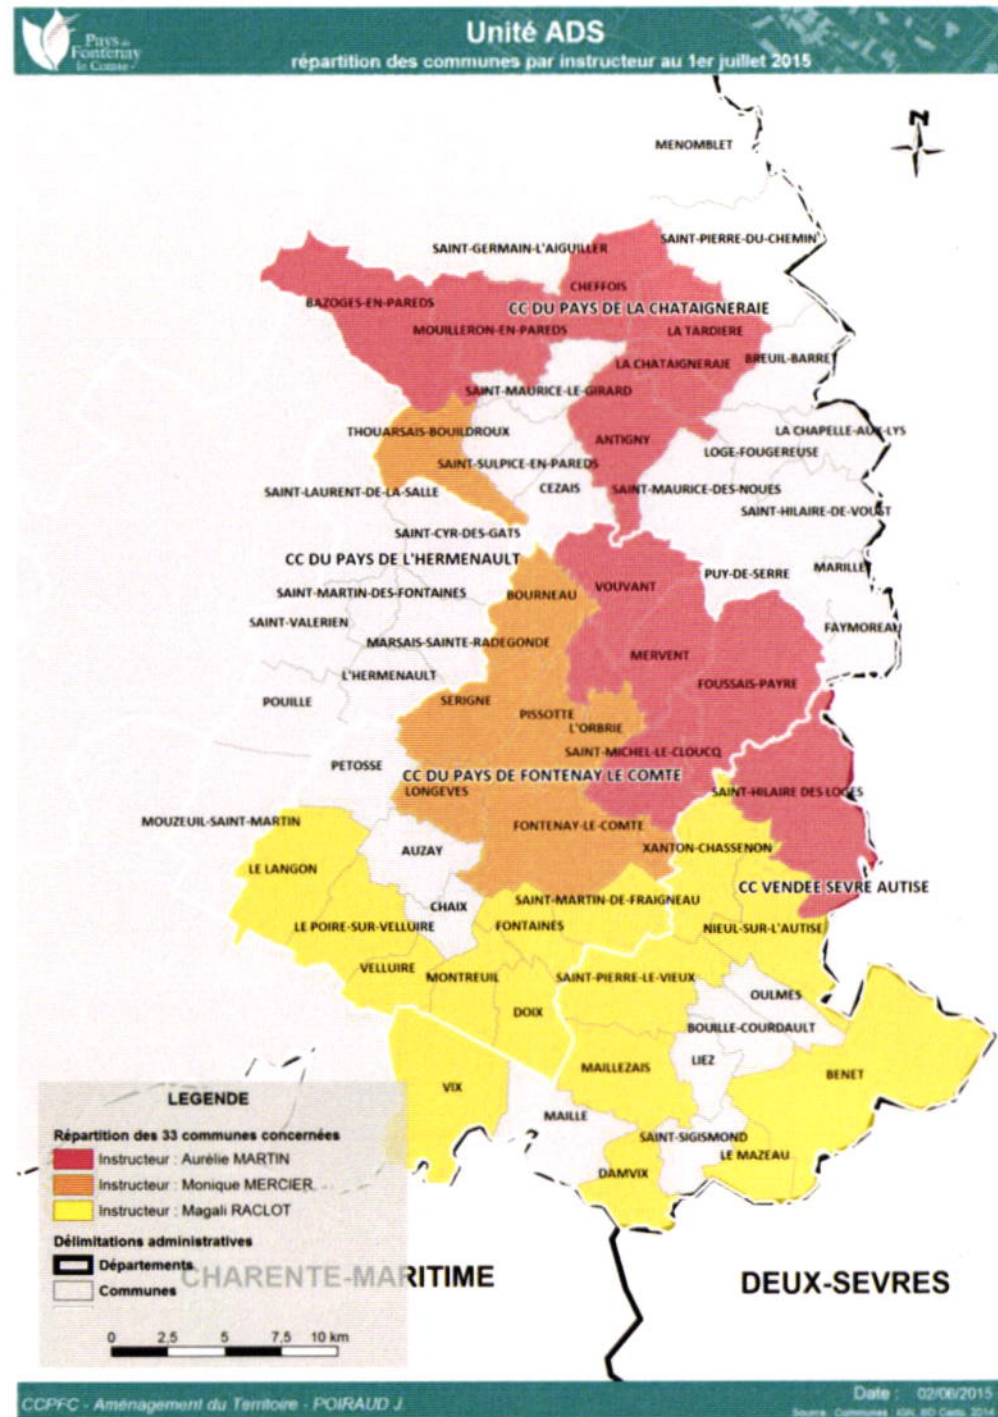 Pays de
Fontenay
le Comte
Unité ADS
répartition des communes par instructeur au 1er juillet 2015
N
MENOMBLET
SAINT-GERMAIN-L'AIGUILLER
SAINT-PIERRE-DU-CHEMIN
CHEFFOIS
BAZOGES-EN-PAREDS
CC DU PAYS DE LA CHATAIGNERAIE
MOUILLERON-EN-PAREDS
LA TARDIERE
LA CHATAIGNERAIE
BREUIL-BARRET
SAINT-MAURICE-LE-GIRARD
THOUARSAIS-BOUILDROUX
ANTIGNY
LA CHAPELLE-AUX-LYS
LOGE-FOUGEREUSE
SAINT-SULPICE-EN-PAREDS
CEZAIS
SAINT-MAURICE-DES-NOUES
SAINT-LAURENT-DE-LA-SALLE
SAINT-HILAIRE-DE-VOUST
SAINT-CYR-DES-GATS
CC DU PAYS DE L'HERMENAULT
MARILLET
PUY-DE-SERRE
VOUVANT
SAINT-MARTIN-DES-FONTAINES
BOURNEAU
SAINT-VALERIEN
FAYMOREAU
MARSAIS-SAINTE-RADEGONDE
MERVENT
L'HERMENAULT
FOUSSAIS-PAYRE
POUILLE
SERIGNE
PISSOTTE
L'ORBRIE
SAINT-MICHEL-LE-CLOUCQ
PETOSSE
CC DU PAYS DE FONTENAY LE COMTE
LONGEVES
SAINT-HILAIRE DES LOGES
MOUZEUIL-SAINT-MARTIN
FONTENAY-LE-COMTE
AUZAY
XANTON-CHASSENON
LE LANGON
CC VENDEE SEVRE AUTISE
CHAIX
SAINT-MARTIN-DE-FRAIGNEAU
LE POIRE-SUR-VELLUIRE
FONTAINES
NIEUL-SUR-L'AUTISE
VELLUIRE
MONTREUIL
SAINT-PIERRE-LE-VIEUX
OULMES
DOIX
BOUILLE-COURDAULT
LIEZ
MAILLEZAIS
BENET
VIX
MAILLE
SAINT-SIGISMOND
LE MAZEAU
DAMVIX
LEGENDE
Répartition des 33 communes concernées
Instructeur : Aurélie MARTIN
Instructeur : Monique MERCIER
Instructeur : Magali RACLOT
Délimitations administratives
Départements
Communes
CHARENTE-MARITIME
DEUX-SEVRES
0 2,5 5 7,5 10 km
CCPFC - Aménagement du Territoire - POIRAUD J.
Date : 02/06/2015
Source : Communes : IGN, BD Carto, 2014